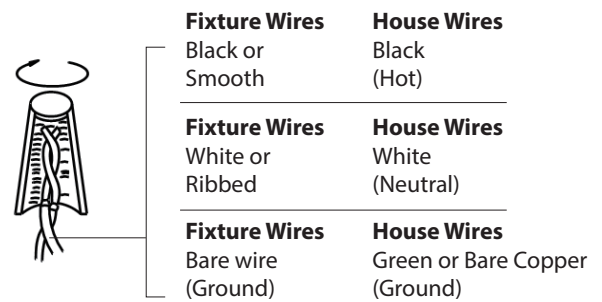 Fixture Wires House Wires
Black or Black
Smooth (Hot)
Fixture Wires House Wires
White or White
Ribbed (Neutral)
Fixture Wires House Wires
Bare wire Green or Bare Copper
(Ground) (Ground)